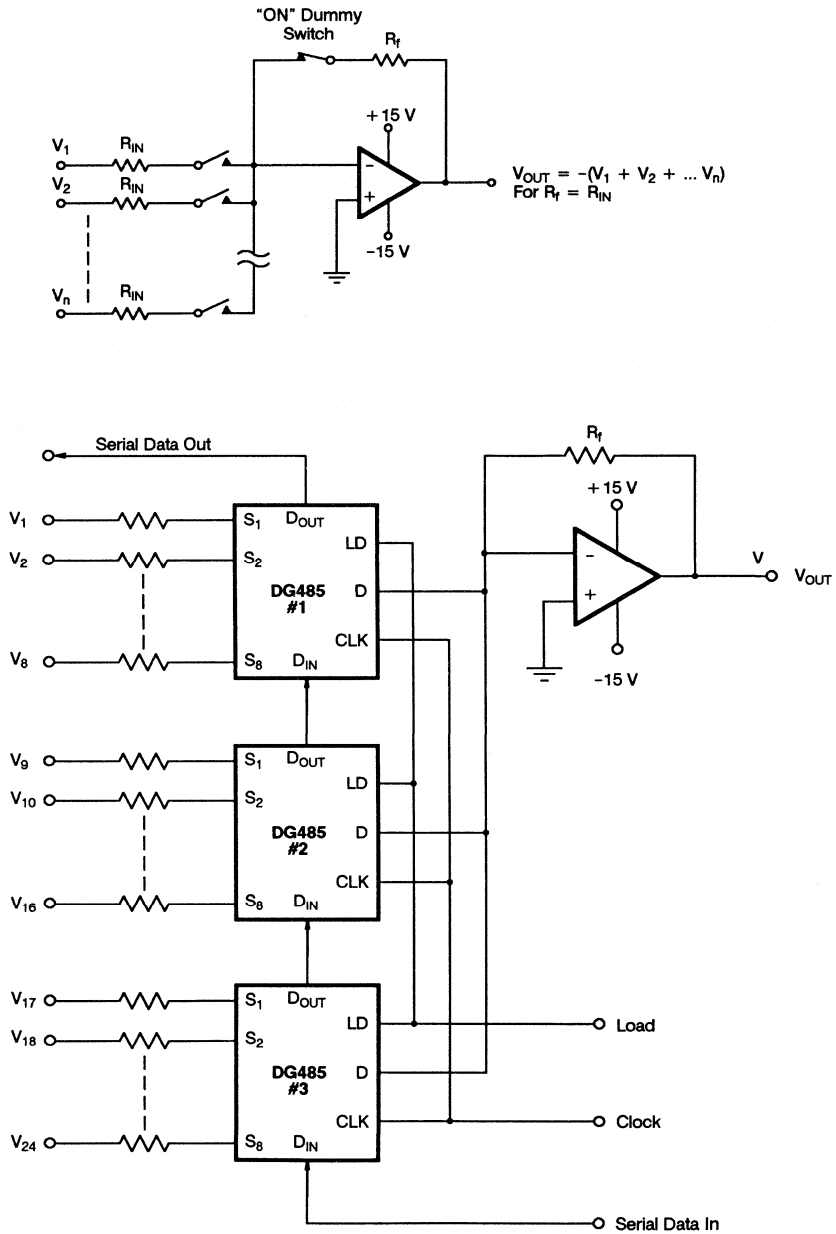 "ON" Dummy
Switch
Rf
+15 V
V1
RIN
−
VOUT = −(V1 + V2 + ... Vn)
For Rf = RIN
V2
RIN
+
−15 V
Vn
RIN
Serial Data Out
Rf
+15 V
V1
S1
DOUT
LD
V2
S2
−
V
VOUT
DG485
#1
D
+
CLK
V8
S8
DIN
−15 V
V9
S1
DOUT
LD
V10
S2
DG485
#2
D
CLK
V16
S8
DIN
V17
S1
DOUT
LD
Load
V18
S2
DG485
#3
D
CLK
Clock
V24
S8
DIN
Serial Data In